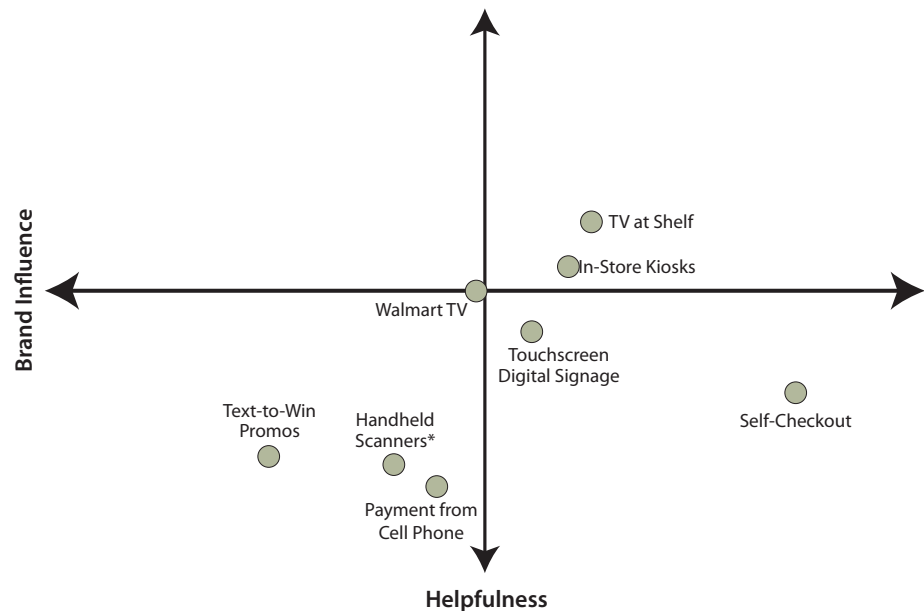 TV at Shelf
In-Store Kiosks
Walmart TV
Touchscreen
Digital Signage
Self-Checkout
Text-to-Win
Promos
Handheld
Scanners*
Payment from
Cell Phone
Brand Influence
Helpfulness